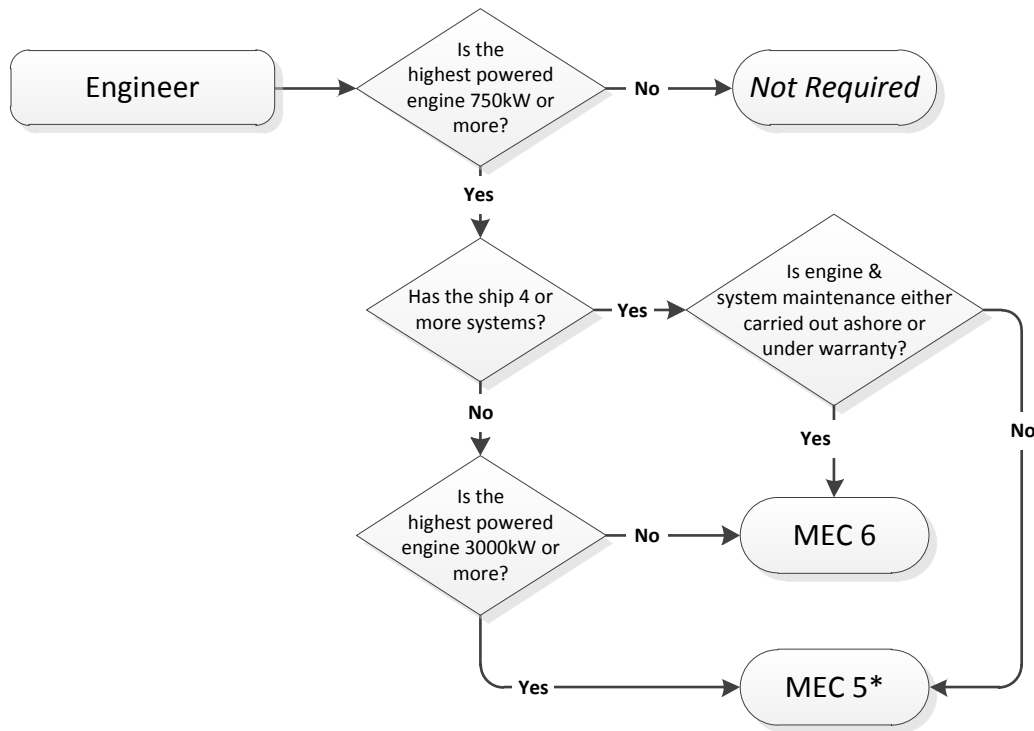 Engineer
Is the
highest powered
engine 750kW or
more?
No
Not Required
Yes
Has the ship 4 or
more systems?
Yes
Is engine &
system maintenance either
carried out ashore or
under warranty?
No
Yes
No
Is the
highest powered
engine 3000kW or
more?
No
MEC 6
Yes
MEC 5*